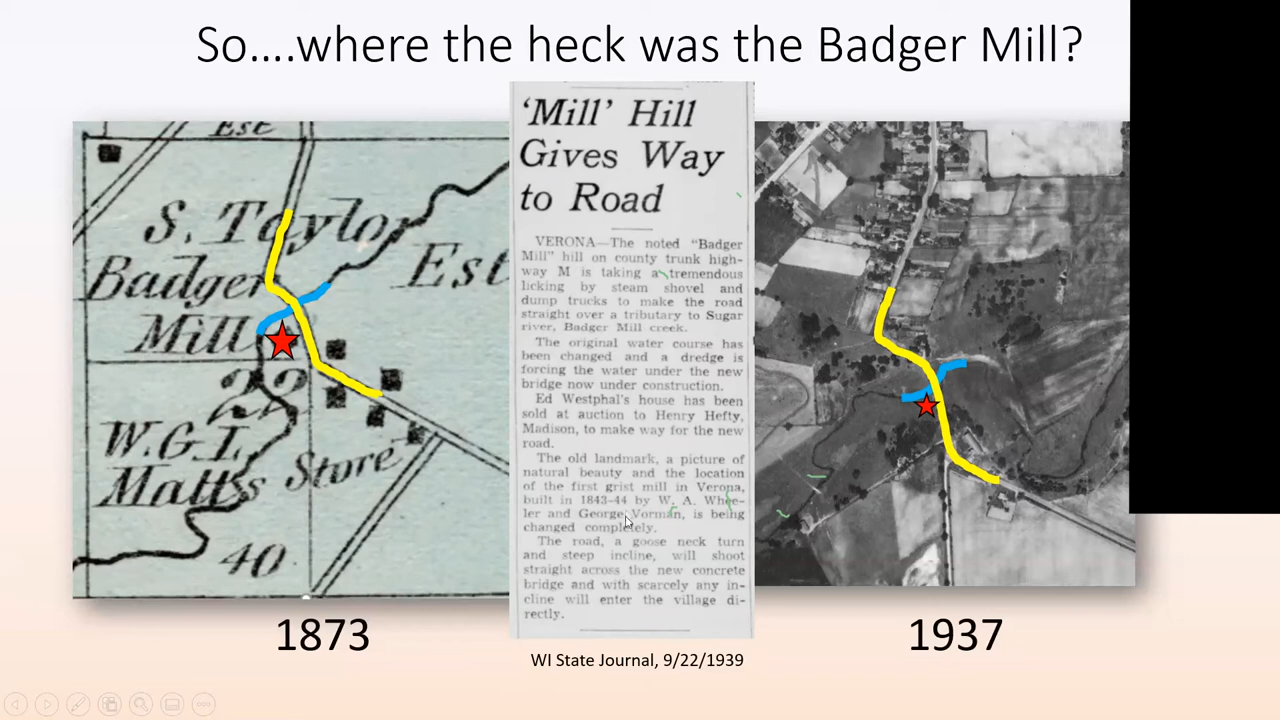 So....where the heck was the Badger Mill?
Est
S. Taylor
Est
Badger
Mill
22
W.G.I.
Matts
Store
40
1873
'Mill' Hill
Gives Way
to Road
VERONA—The noted "Badger
Mill" hill on county trunk high-
way M is taking a tremendous
licking by steam shovel and
dump trucks to make the road
straight over a tributary to Sugar
river, Badger Mill creek.
The original water course has
been changed and a dredge is
forcing the water under the new
bridge now under construction.
Ed Westphal's house has been
sold at auction to Henry Hefty,
Madison, to make way for the new
road.
The old landmark, a picture of
natural beauty and the location
of the first grist mill in Verona,
built in 1843-44 by W. A. Whee-
ler and George Vorman, is being
changed completely.
The road, a goose neck turn
and steep incline, will shoot
straight across the new concrete
bridge and with scarcely any in-
cline will enter the village di-
rectly.
WI State Journal, 9/22/1939
1937